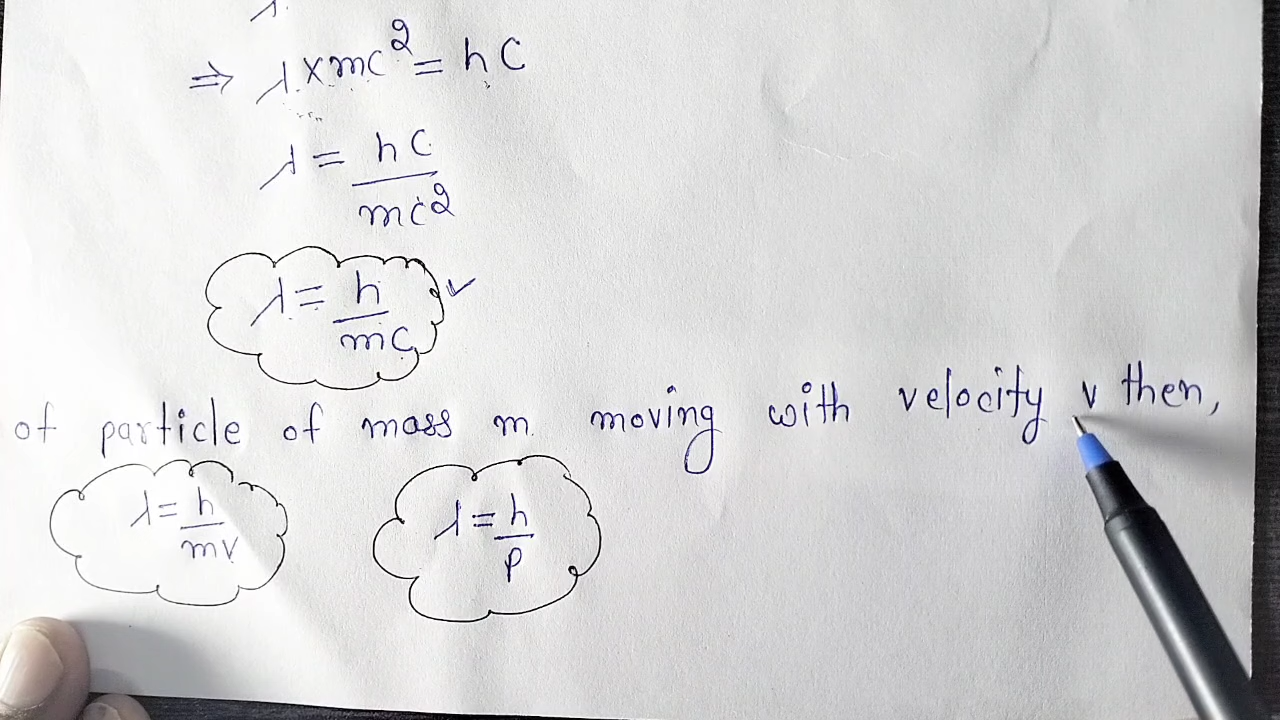 λ.
⇒ λ × mc² = hc
λ = hc / mc²
λ = h / mc ✓
of particle of mass m. moving with velocity v then,
λ = h / mv λ = h / p